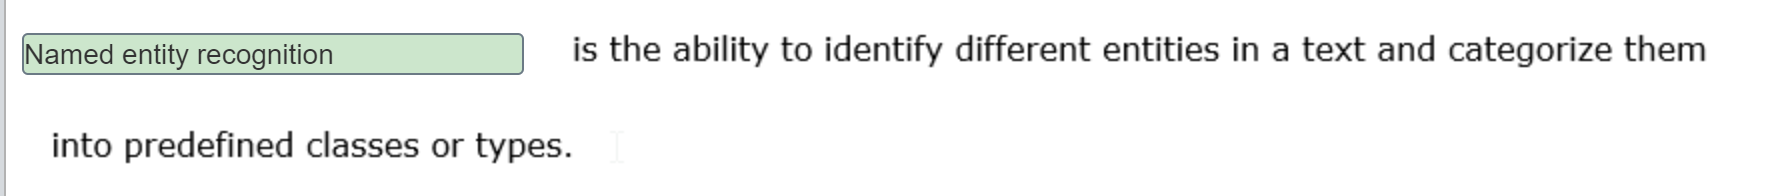 Named entity recognition is the ability to identify different entities in a text and categorize them
into predefined classes or types.